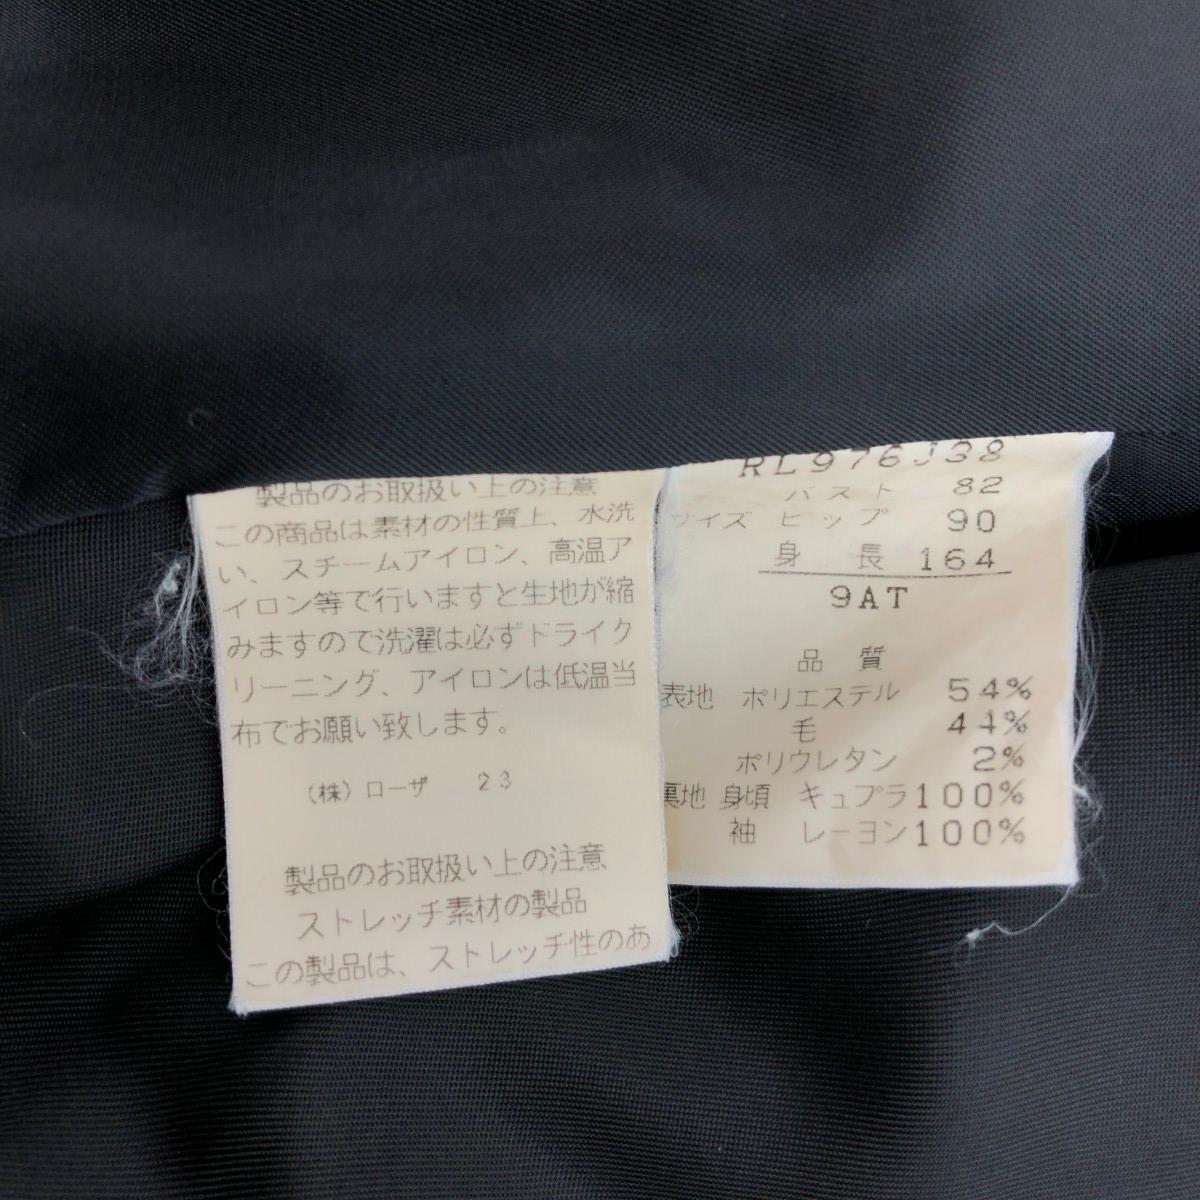 製品のお取扱い上の注意
この商品は素材の性質上、水洗
い、スチームアイロン、高温ア
イロン等で行いますと生地が縮
みますので洗濯は必ずドライク
リーニング、アイロンは低温当
布でお願い致します。
(株)ローザ 23
製品のお取扱い上の注意
ストレッチ素材の製品
この製品は、ストレッチ性のあ
RL976J38
バスト 82
サイズ ヒップ 90
身長 164
9AT
品質
表地 ポリエステル 54%
毛 44%
ポリウレタン 2%
裏地 身頃 キュプラ100%
袖 レーヨン100%